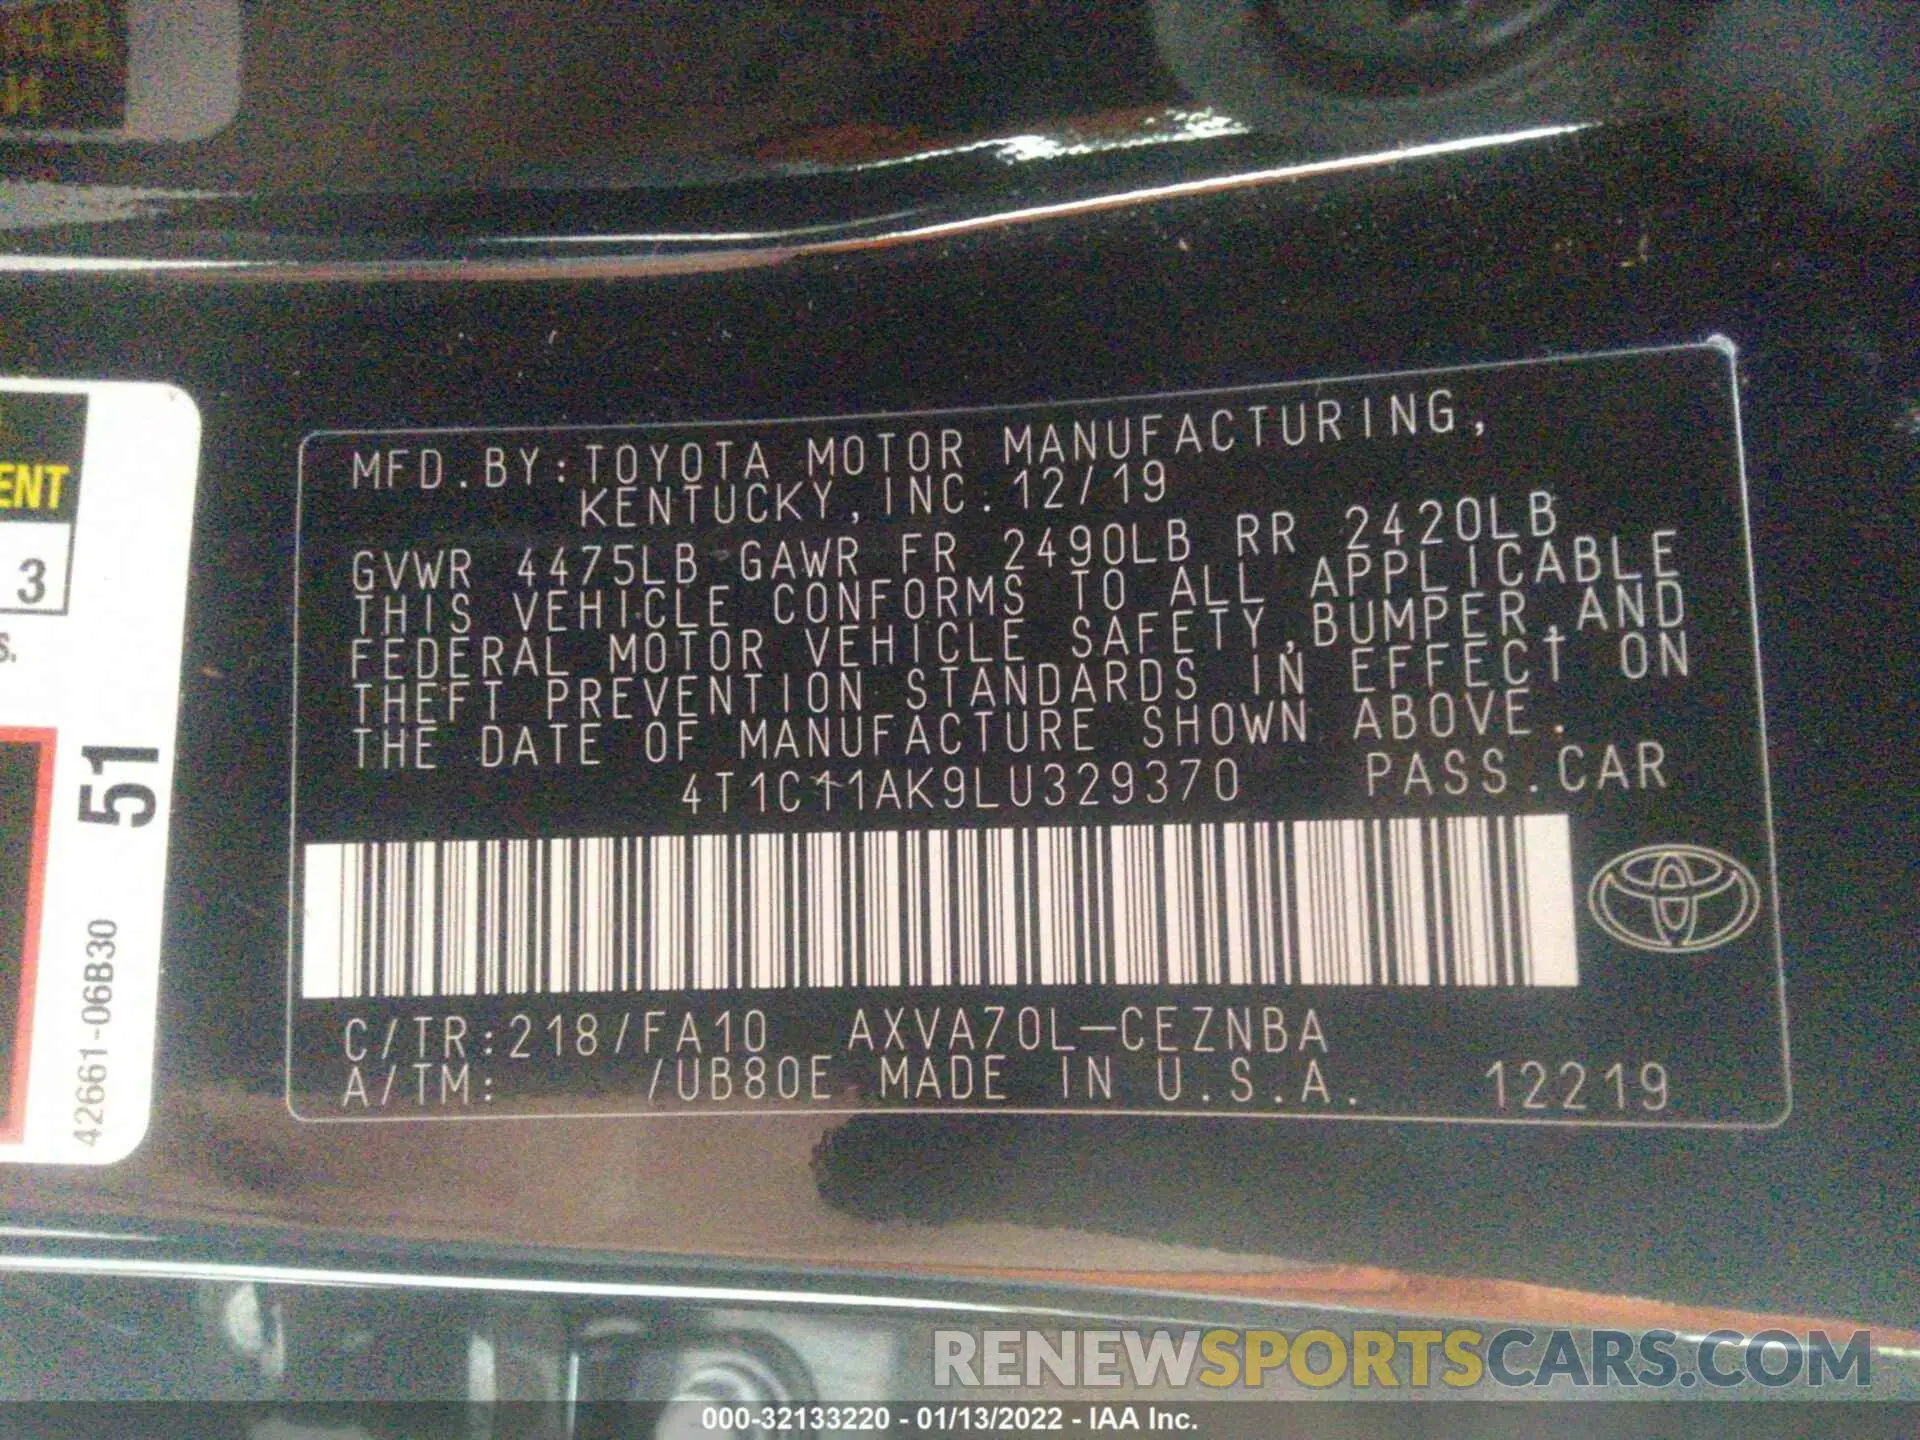 ENT
3
S.
51
42661-06B30
MFD.BY:TOYOTA MOTOR MANUFACTURING,
KENTUCKY,INC. 12/19
GVWR 4475LB GAWR FR 2490LB RR 2420LB
THIS VEHICLE CONFORMS TO ALL APPLICABLE
FEDERAL MOTOR VEHICLE SAFETY,BUMPER,AND
THEFT PREVENTION STANDARDS IN EFFECT ON
THE DATE OF MANUFACTURE SHOWN ABOVE.
4T1C11AK9LU329370 PASS.CAR
C/TR:218/FA10 AXVA70L-CEZNBA
A/TM: /UB80E MADE IN U.S.A. 12219
RENEWSPORTSCARS.COM
000-32133220 - 01/13/2022 - IAA Inc.